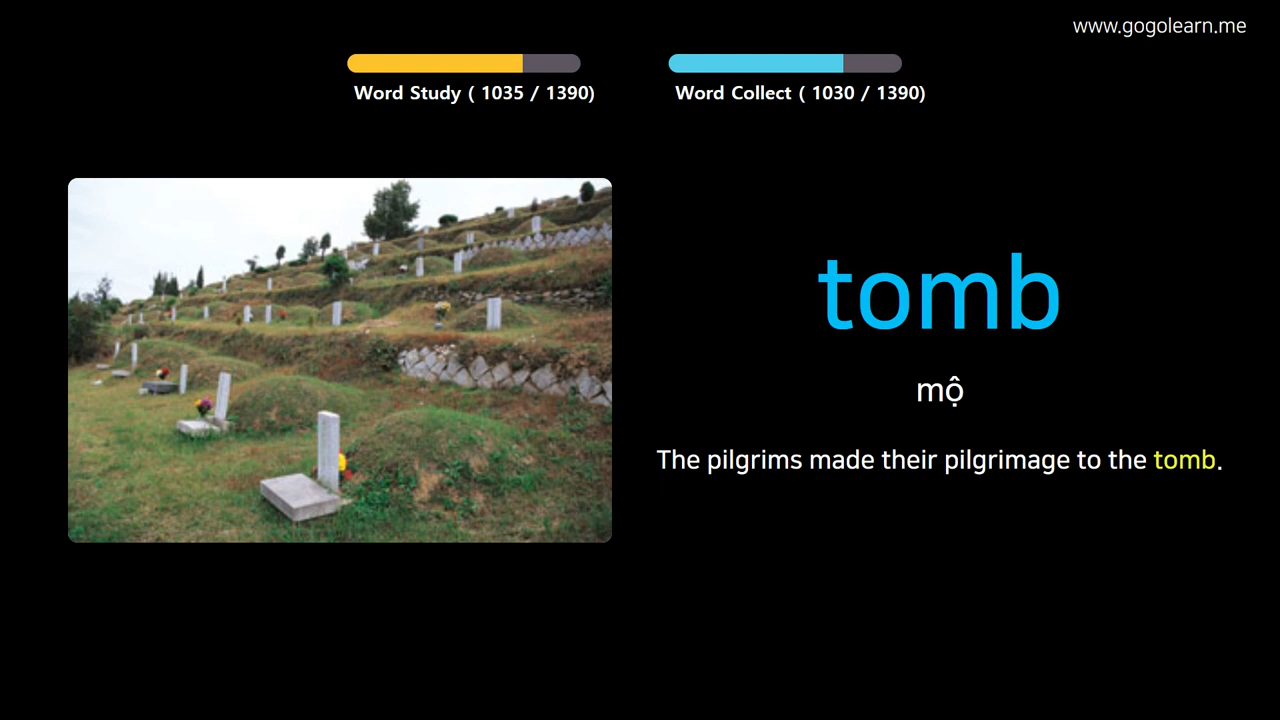 www.gogolearn.me
Word Study ( 1035 / 1390)
Word Collect ( 1030 / 1390)
tomb
mộ
The pilgrims made their pilgrimage to the tomb.